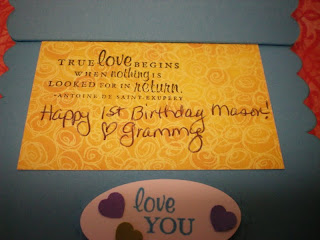 TRUE love BEGINS
WHEN nothing IS
LOOKED FOR IN return.
-ANTOINE DE SAINT-EXUPERY
Happy 1st Birthday Mason!
♡ Grammy
love
YOU